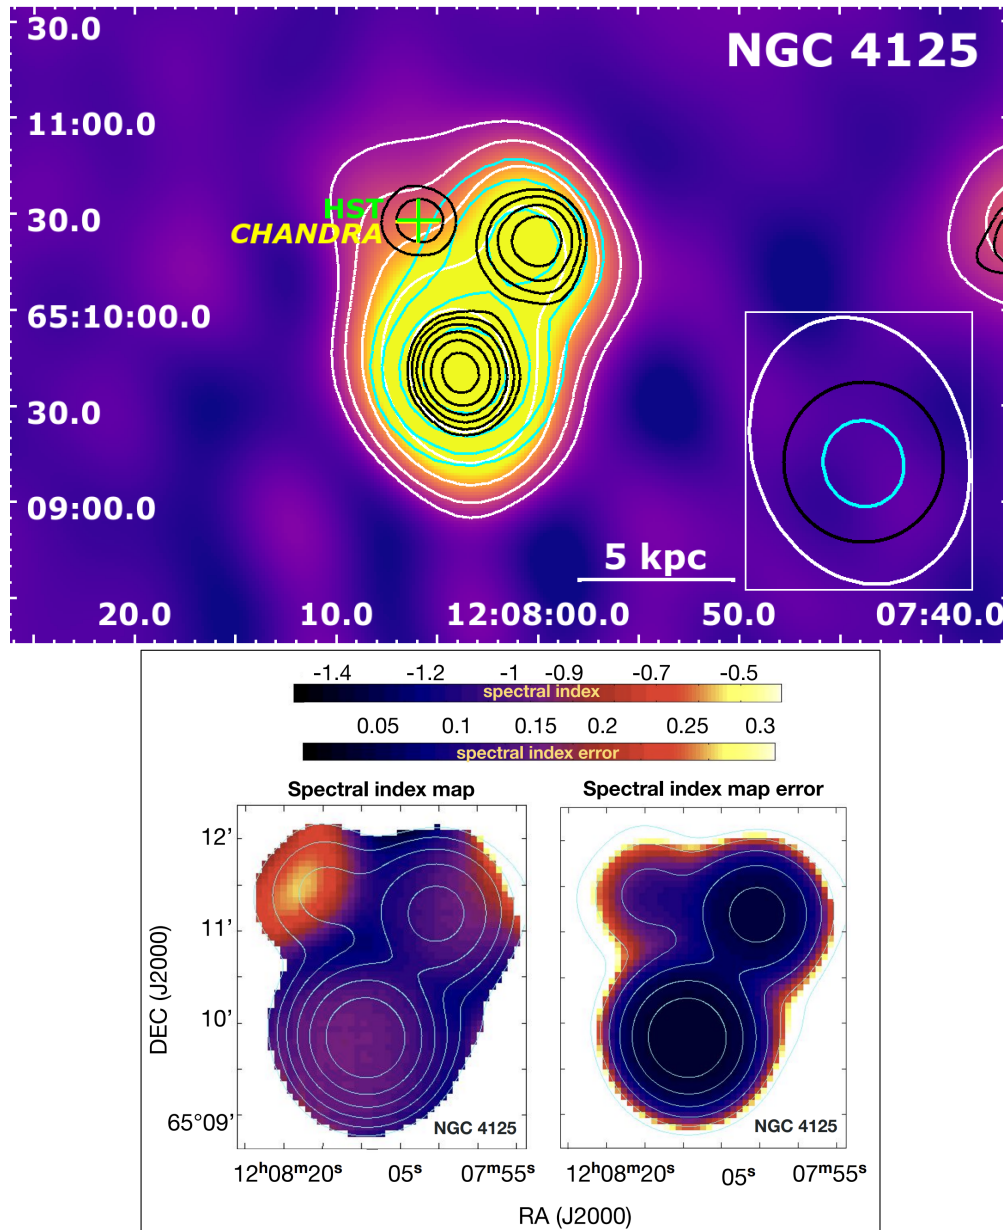 NGC 4125
30.0
11:00.0
30.0
HST
CHANDRA
65:10:00.0
30.0
09:00.0
5 kpc
20.0 10.0 12:08:00.0 50.0 07:40.0
-1.4 -1.2 -1 -0.9 -0.7 -0.5
spectral index
0.05 0.1 0.15 0.2 0.25 0.3
spectral index error
Spectral index map Spectral index map error
12'
11'
10'
65°09'
DEC (J2000)
NGC 4125 NGC 4125
12h08m20s 05s 07m55s 12h08m20s 05s 07m55s
RA (J2000)